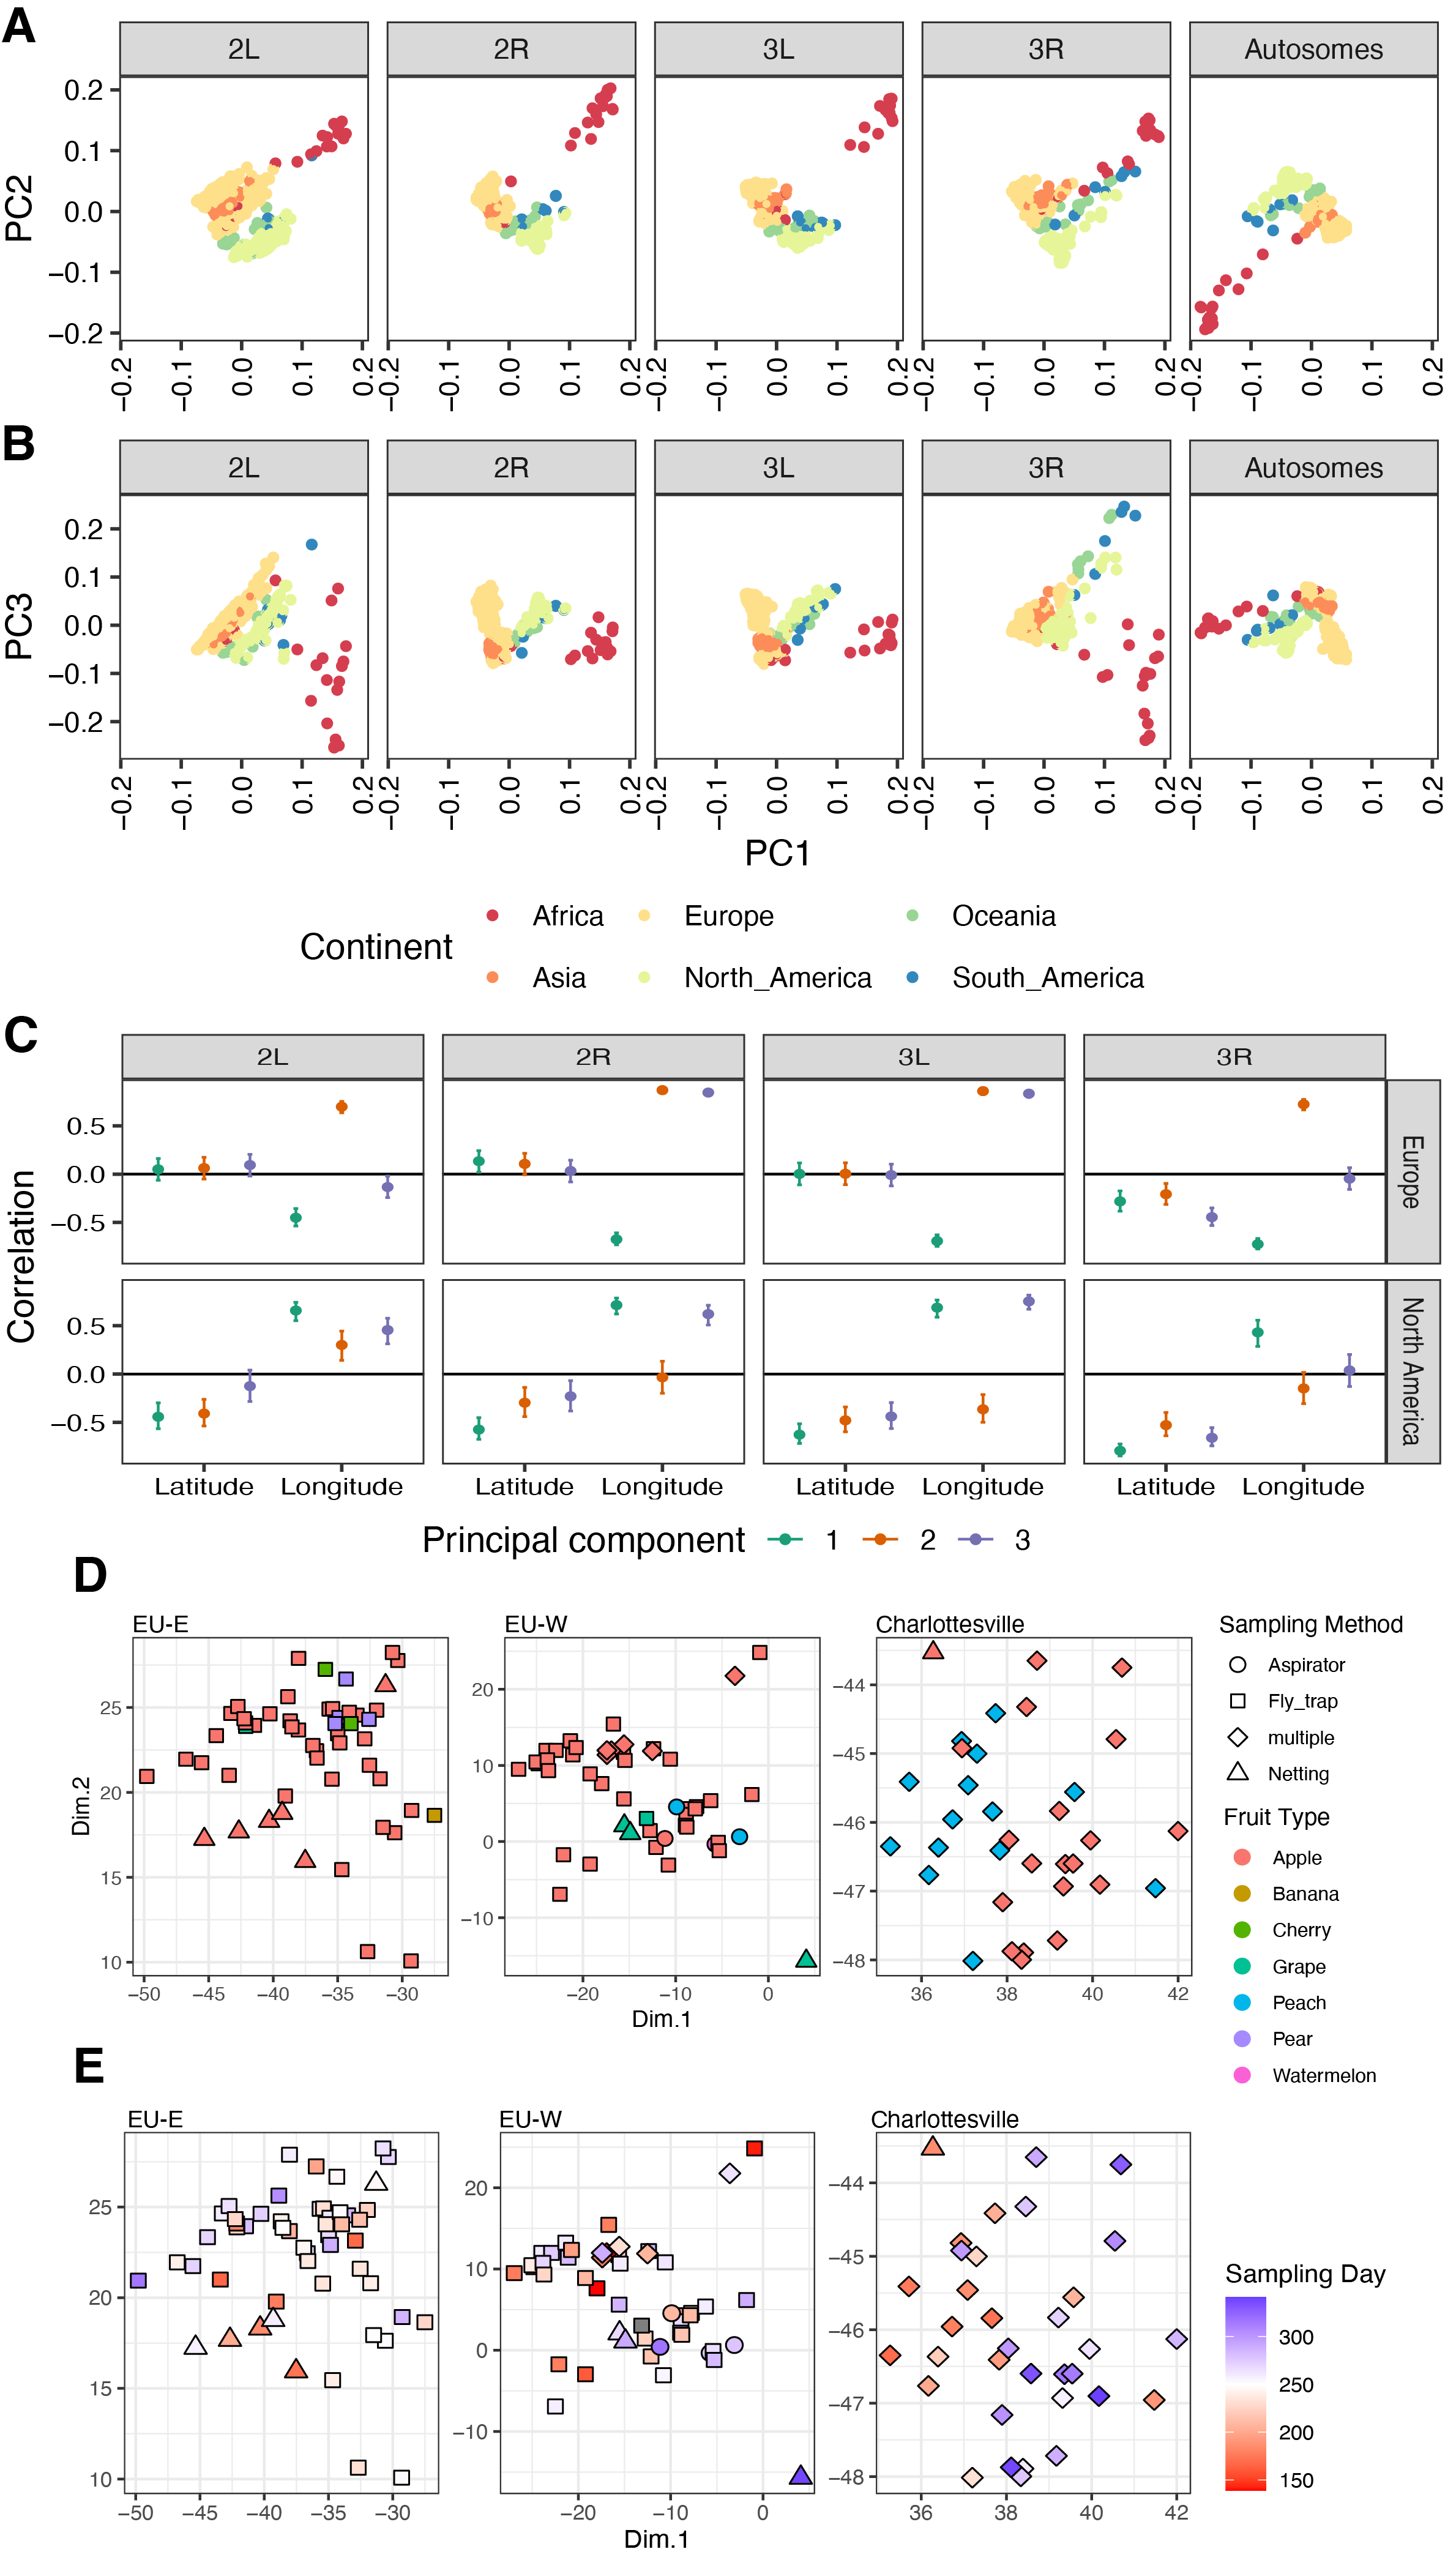 A
2L 2R 3L 3R Autosomes
PC2
0.2
0.1
0.0
−0.1
−0.2
−0.2 −0.1 0.0 0.1 0.2 −0.2 −0.1 0.0 0.1 0.2 −0.2 −0.1 0.0 0.1 0.2 −0.2 −0.1 0.0 0.1 0.2 −0.2 −0.1 0.0 0.1 0.2
B
2L 2R 3L 3R Autosomes
PC3
0.2
0.1
0.0
−0.1
−0.2
−0.2 −0.1 0.0 0.1 0.2 −0.2 −0.1 0.0 0.1 0.2 −0.2 −0.1 0.0 0.1 0.2 −0.2 −0.1 0.0 0.1 0.2 −0.2 −0.1 0.0 0.1 0.2
PC1
Continent
Africa Europe Oceania
Asia North_America South_America
C
2L 2R 3L 3R
Correlation
0.5
0.0
−0.5
Europe
0.5
0.0
−0.5
North America
Latitude Longitude Latitude Longitude Latitude Longitude Latitude Longitude
Principal component 1 2 3
D
EU-E EU-W Charlottesville
Dim.2
25
20
15
10
−50 −45 −40 −35 −30
20
10
0
−10
−20 −10 0
Dim.1
−44
−45
−46
−47
−48
36 38 40 42
Sampling Method
Aspirator
Fly_trap
multiple
Netting
Fruit Type
Apple
Banana
Cherry
Grape
Peach
Pear
Watermelon
E
EU-E EU-W Charlottesville
25
20
15
10
−50 −45 −40 −35 −30
20
10
0
−10
−20 −10 0
Dim.1
−44
−45
−46
−47
−48
36 38 40 42
Sampling Day
300
250
200
150